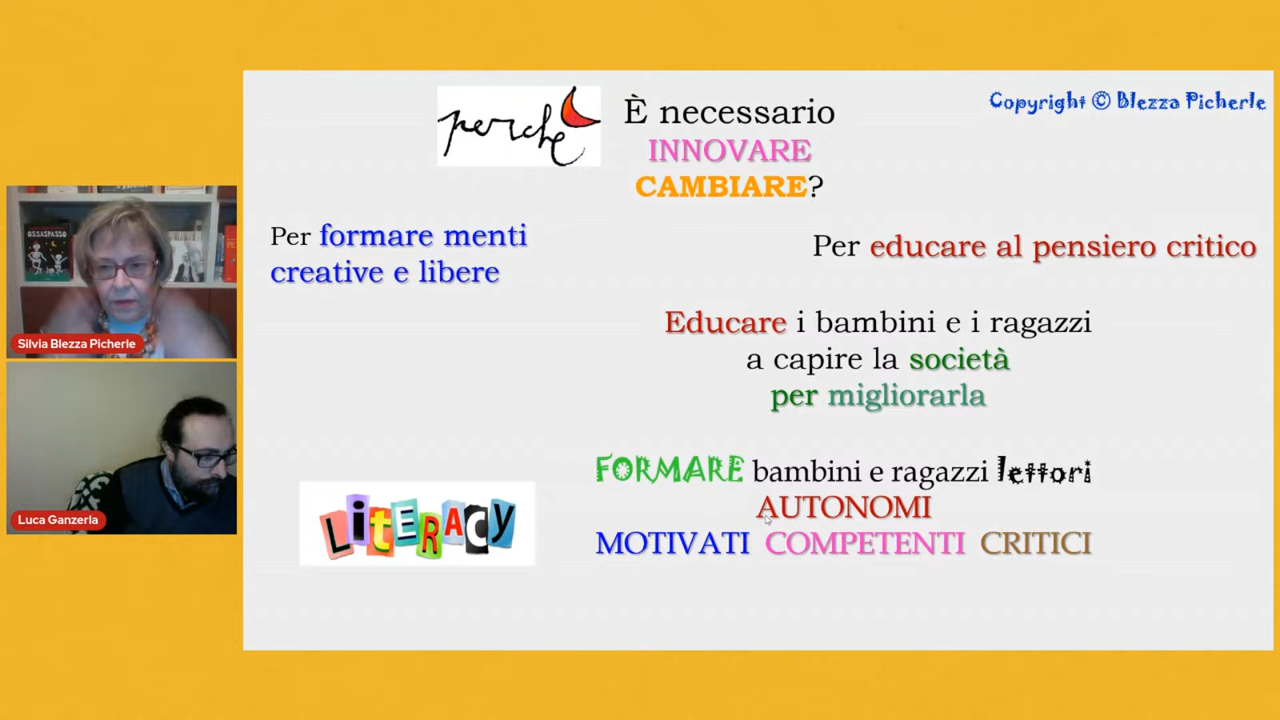 perché
È necessario
INNOVARE
CAMBIARE?
Copyright © Blezza Picherle
Per formare menti
creative e libere
Per educare al pensiero critico
Educare i bambini e i ragazzi
a capire la società
per migliorarla
FORMARE bambini e ragazzi lettori
AUTONOMI
MOTIVATI COMPETENTI CRITICI
LiteRACY
OSSASPASSO
Silvia Blezza Picherle
Luca Ganzerla